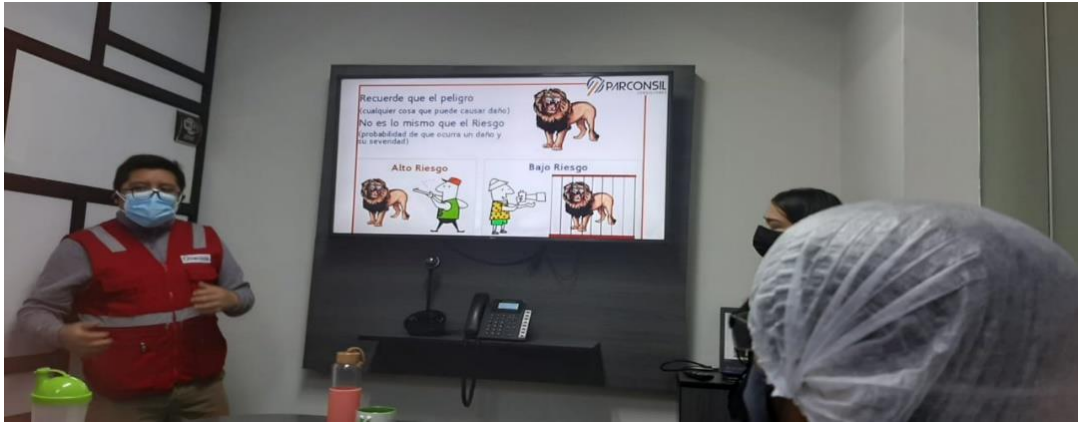 PARCONSIL
Recuerde que el peligro
(cualquier cosa que puede causar daño)
No es lo mismo que el Riesgo
(probabilidad de que ocurra un daño y
su severidad)
Alto Riesgo
Bajo Riesgo